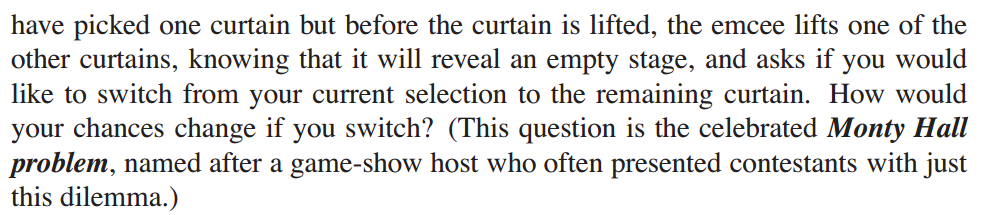 have picked one curtain but before the curtain is lifted, the emcee lifts one of the
other curtains, knowing that it will reveal an empty stage, and asks if you would
like to switch from your current selection to the remaining curtain. How would
your chances change if you switch? (This question is the celebrated Monty Hall
problem, named after a game-show host who often presented contestants with just
this dilemma.)